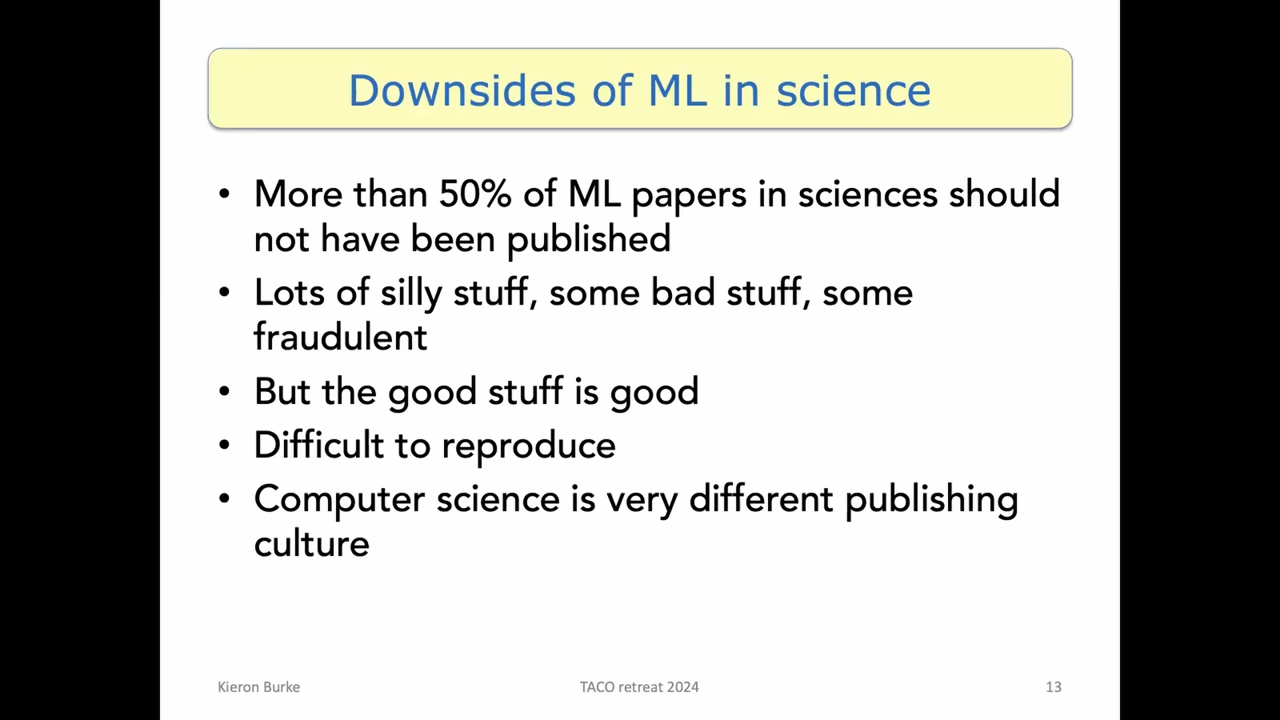 Downsides of ML in science
• More than 50% of ML papers in sciences should
not have been published
• Lots of silly stuff, some bad stuff, some
fraudulent
• But the good stuff is good
• Difficult to reproduce
• Computer science is very different publishing
culture
Kieron Burke
TACO retreat 2024
13